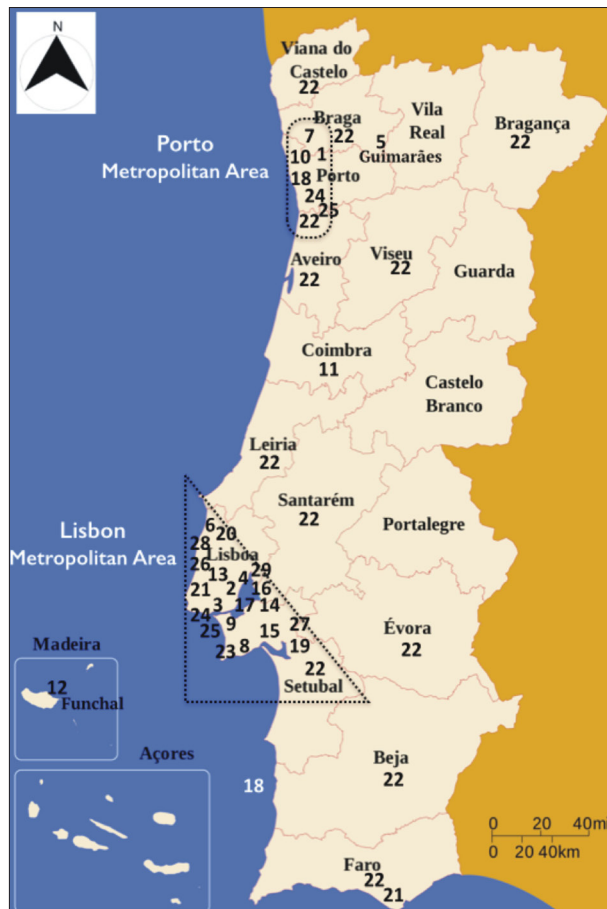 N
Viana do
Castelo
22
Braga
22
Vila
Real
Bragança
22
Porto
Metropolitan Area
7
5
Guimarães
10
1
18
Porto
24
25
22
Aveiro
22
Viseu
22
Guarda
Coimbra
11
Castelo
Branco
Leiria
22
Santarém
22
Portalegre
Lisbon
Metropolitan Area
6
20
28
Lisboa
26
13
4
29
21
2
16
3
17
14
24
9
25
15
27
23
8
19
22
Setubal
Évora
22
Madeira
12
Funchal
Açores
18
Beja
22
Faro
22
21
0 20 40mi
0 20 40km